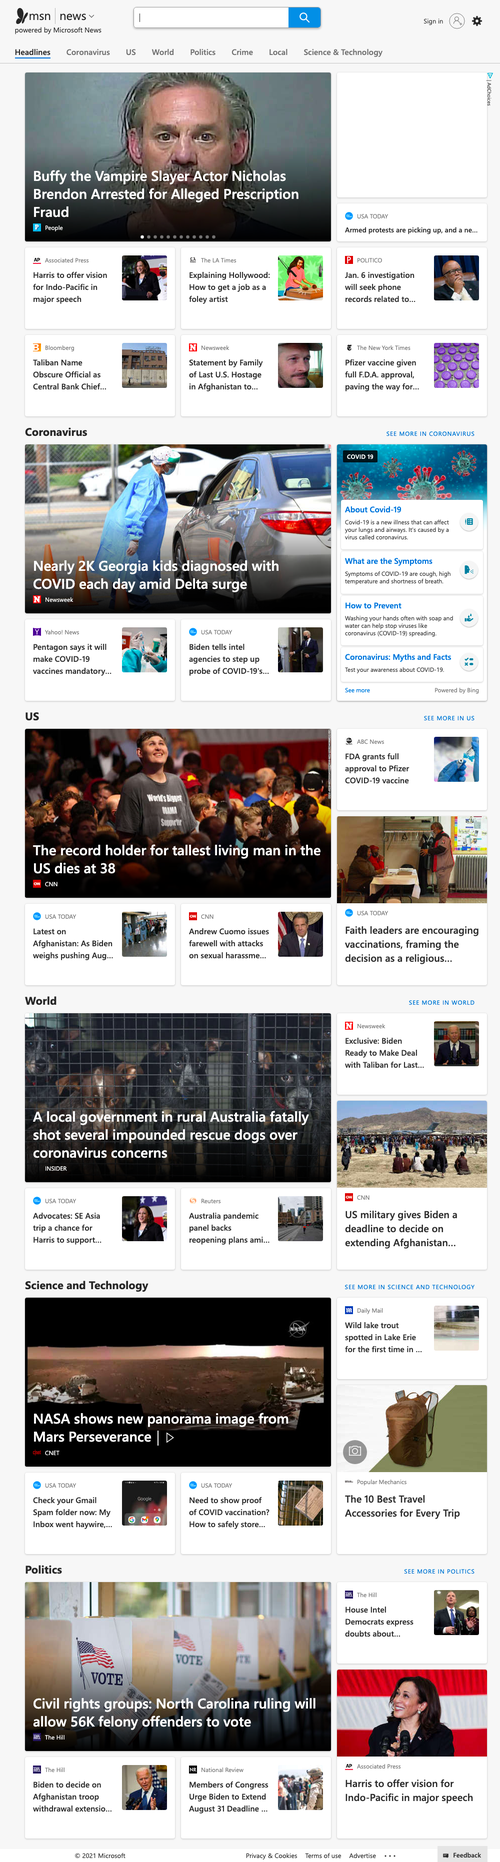 msn | news
powered by Microsoft News
Sign in
Headlines Coronavirus US World Politics Crime Local Science & Technology
AdChoices
Buffy the Vampire Slayer Actor Nicholas
Brendon Arrested for Alleged Prescription
Fraud
People
USA TODAY
Armed protests are picking up, and a ne...
Associated Press
Harris to offer vision
for Indo-Pacific in
major speech
The LA Times
Explaining Hollywood:
How to get a job as a
foley artist
POLITICO
Jan. 6 investigation
will seek phone
records related to...
Bloomberg
Taliban Name
Obscure Official as
Central Bank Chief...
Newsweek
Statement by Family
of Last U.S. Hostage
in Afghanistan to...
The New York Times
Pfizer vaccine given
full F.D.A. approval,
paving the way for...
Coronavirus
SEE MORE IN CORONAVIRUS
Nearly 2K Georgia kids diagnosed with
COVID each day amid Delta surge
Newsweek
COVID 19
About Covid-19
Covid-19 is a new illness that can affect
your lungs and airways. It's caused by a
virus called coronavirus.
What are the Symptoms
Symptoms of COVID-19 are cough, high
temperature and shortness of breath.
How to Prevent
Washing your hands often with soap and
water can help stop viruses like
coronavirus (COVID-19) spreading.
Coronavirus: Myths and Facts
Test your awareness about COVID-19.
See more
Powered by Bing
Yahoo! News
Pentagon says it will
make COVID-19
vaccines mandatory...
USA TODAY
Biden tells intel
agencies to step up
probe of COVID-19's...
US
SEE MORE IN US
World's Biggest
Supporter
The record holder for tallest living man in the
US dies at 38
CNN
ABC News
FDA grants full
approval to Pfizer
COVID-19 vaccine
USA TODAY
Faith leaders are encouraging
vaccinations, framing the
decision as a religious...
USA TODAY
Latest on
Afghanistan: As Biden
weighs pushing Aug...
CNN
Andrew Cuomo issues
farewell with attacks
on sexual harassme...
World
SEE MORE IN WORLD
A local government in rural Australia fatally
shot several impounded rescue dogs over
coronavirus concerns
INSIDER
Newsweek
Exclusive: Biden
Ready to Make Deal
with Taliban for Last...
CNN
US military gives Biden a
deadline to decide on
extending Afghanistan...
USA TODAY
Advocates: SE Asia
trip a chance for
Harris to support...
Reuters
Australia pandemic
panel backs
reopening plans ami...
Science and Technology
SEE MORE IN SCIENCE AND TECHNOLOGY
NASA
NASA shows new panorama image from
Mars Perseverance |
CNET
Daily Mail
Wild lake trout
spotted in Lake Erie
for the first time in ...
Popular Mechanics
The 10 Best Travel
Accessories for Every Trip
USA TODAY
Check your Gmail
Spam folder now: My
Inbox went haywire,...
Google
USA TODAY
Need to show proof
of COVID vaccination?
How to safely store...
Politics
SEE MORE IN POLITICS
VOTE
VOTE
Civil rights groups: North Carolina ruling will
allow 56K felony offenders to vote
The Hill
The Hill
House Intel
Democrats express
doubts about...
Associated Press
Harris to offer vision for
Indo-Pacific in major speech
The Hill
Biden to decide on
Afghanistan troop
withdrawal extensio...
National Review
Members of Congress
Urge Biden to Extend
August 31 Deadline ...
© 2021 Microsoft
Privacy & Cookies Terms of use Advertise
Feedback